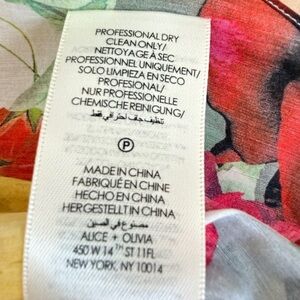 PROFESSIONAL DRY
CLEAN ONLY/
NETTOYAGE À SEC
PROFESSIONNEL UNIQUEMENT/
SOLO LIMPIEZA EN SECO
PROFESIONAL/
NUR PROFESSIONELLE
CHEMISCHE REINIGUNG/
تنظيف جاف احترافي فقط
P
MADE IN CHINA
FABRIQUÉ EN CHINE
HECHO EN CHINA
HERGESTELLT IN CHINA
مصنوع في الصين
ALICE + OLIVIA
450 W 14TH ST 11FL
NEW YORK, NY 10014